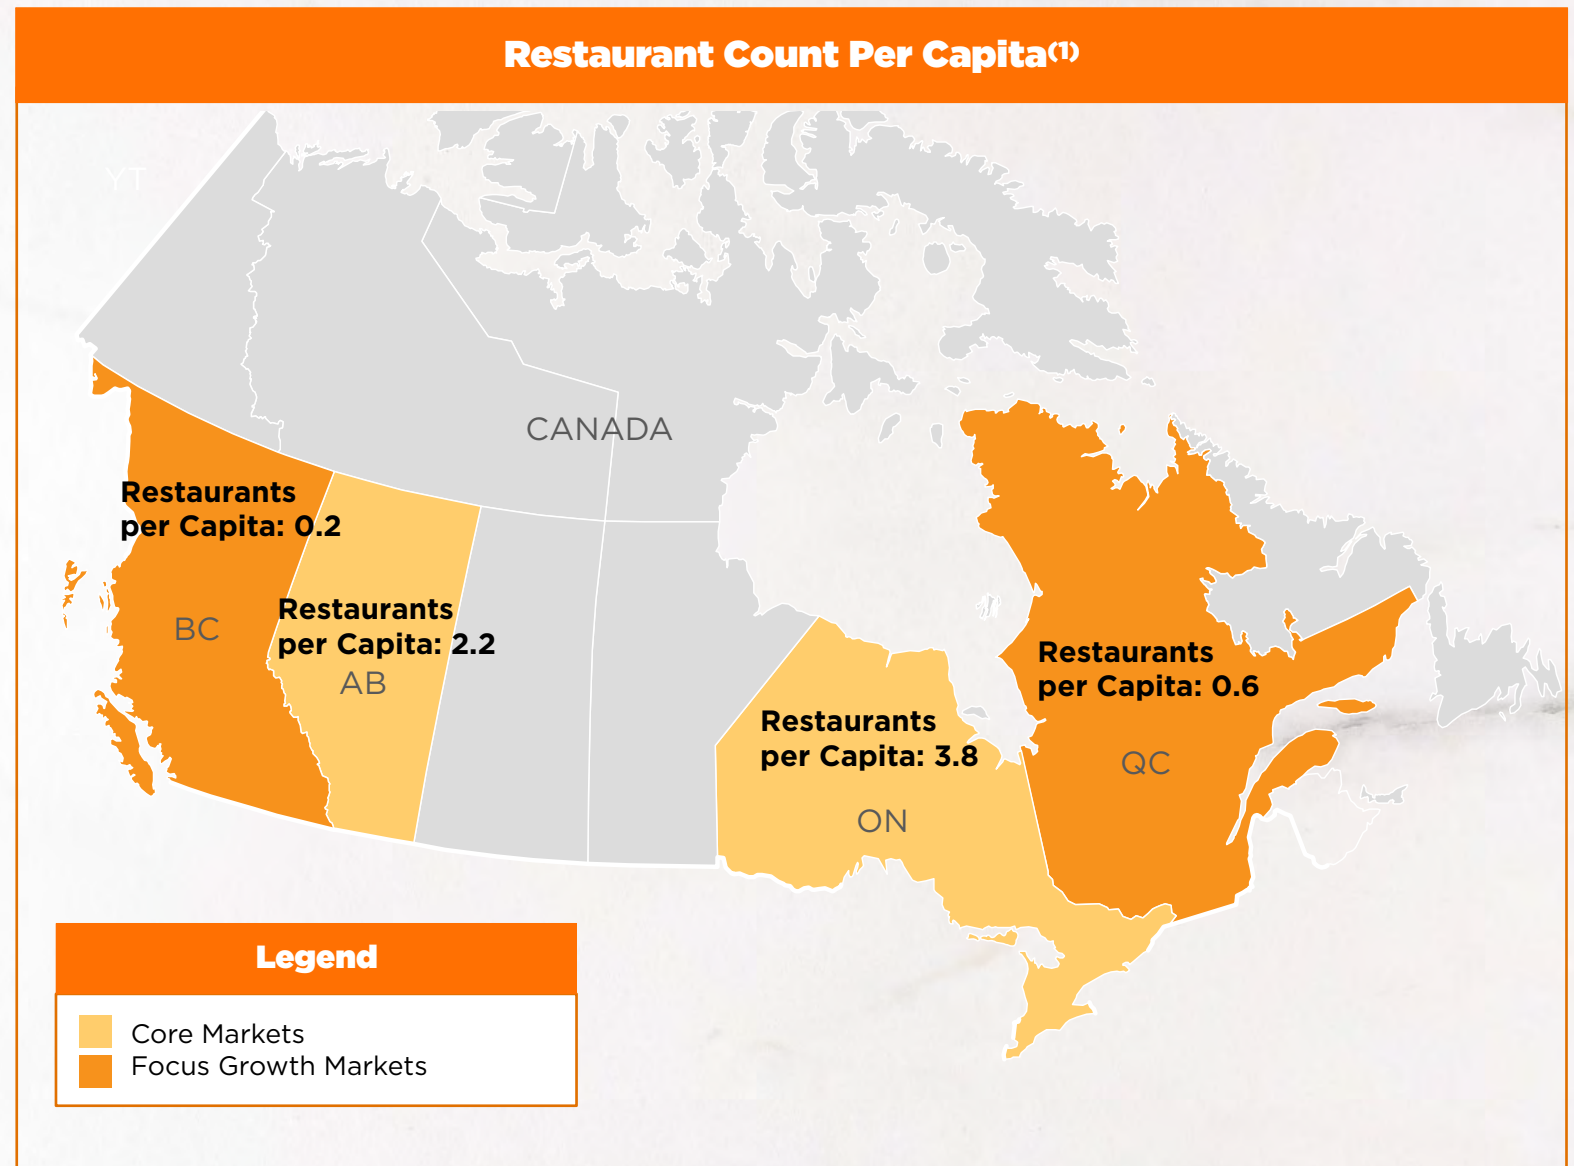 Restaurant Count Per Capita(1)
YT
CANADA
Restaurants
per Capita: 0.2
BC
Restaurants
per Capita: 2.2
AB
Restaurants
per Capita: 3.8
ON
Restaurants
per Capita: 0.6
QC
Legend
Core Markets
Focus Growth Markets